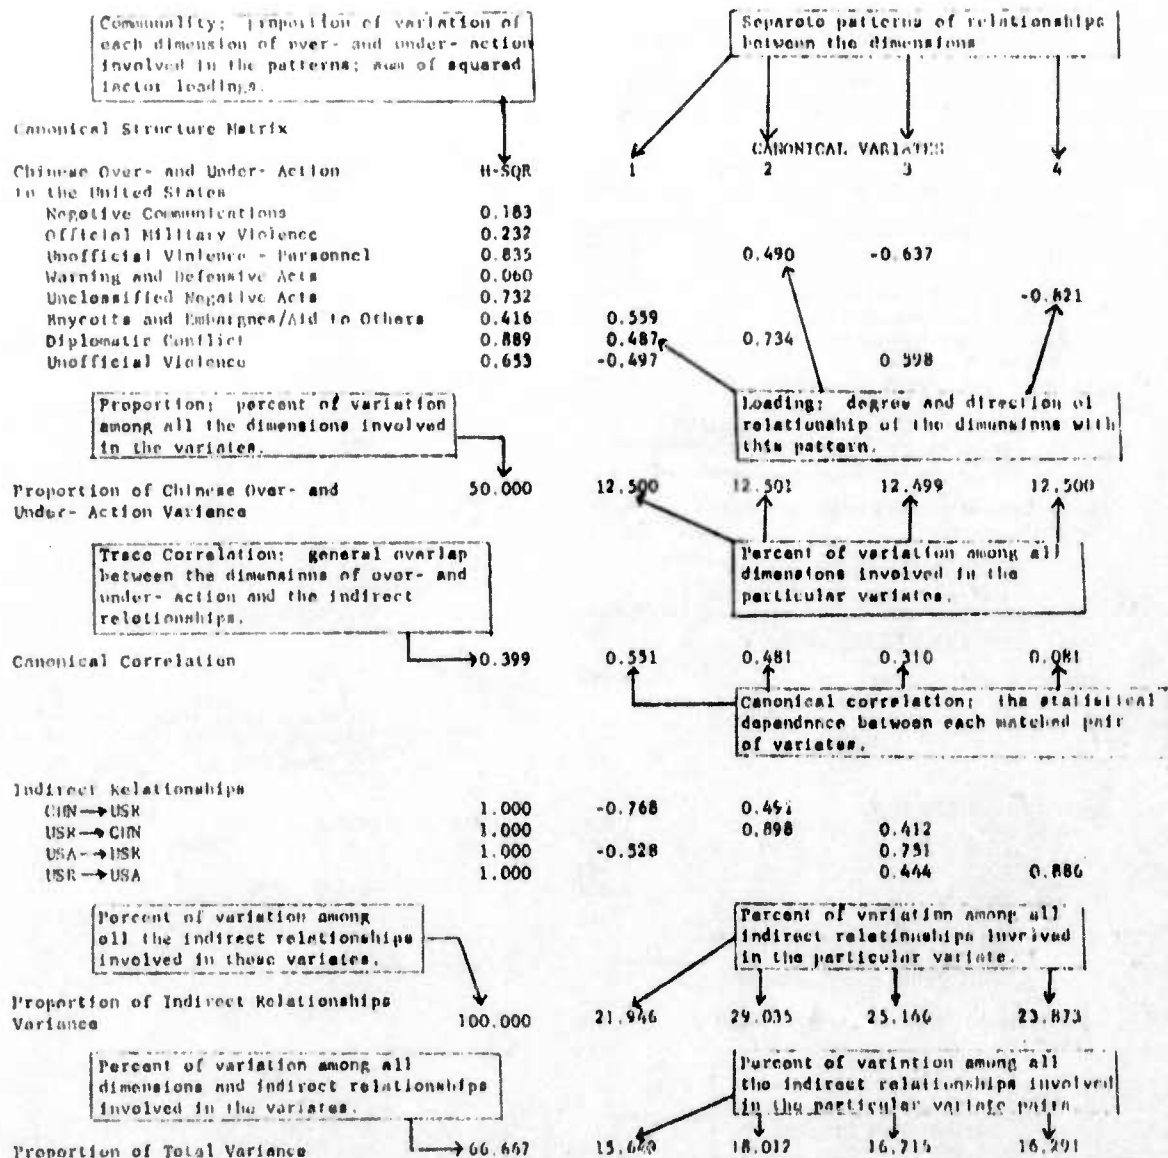 Communality: proportion of variation of
each dimension of over- and under- action
involved in the patterns; sum of squared
factor loadings.
Separate patterns of relationships
between the dimensions
Canonical Structure Matrix
CANONICAL VARIATES
Chinese Over- and Under- Action H-SQR 1 2 3 4
to the United States
Negative Communications 0.183
Official Military Violence 0.232
Unofficial Violence - Personnel 0.835 0.490 -0.637
Warning and Defensive Acts 0.060
Unclassified Negative Acts 0.732 -0.821
Boycotts and Embargoes/Aid to Others 0.416 0.559
Diplomatic Conflict 0.889 0.487 0.734
Unofficial Violence 0.653 -0.497 0.598
Proportion: percent of variation
among all the dimensions involved
in the variates.
Loading: degree and direction of
relationship of the dimensions with
this pattern.
Proportion of Chinese Over- and 50.000 12.500 12.501 12.499 12.500
Under- Action Variance
Trace Correlation: general overlap
between the dimensions of over- and
under- action and the indirect
relationships.
Percent of variation among all
dimensions involved in the
particular variates.
Canonical Correlation 0.399 0.551 0.481 0.310 0.081
Canonical correlation: the statistical
dependnece between each matched pair
of variates.
Indirect Relationships
CHN→USR 1.000 -0.768 0.491
USR→CHN 1.000 0.898 0.412
USA-→USR 1.000 -0.528 0.751
USR→USA 1.000 0.444 0.886
Percent of variation among
all the indirect relationships
involved in these variates.
Percent of variation among all
indirect relationships involved
in the particular variate.
Proportion of Indirect Relationships
Variance 100.000 21.946 29.035 25.146 23.873
Percent of variation among all
dimensions and indirect relationships
involved in the variates.
Percent of variation among all
the indirect relationships involved
in the particular variate pairs.
Proportion of Total Variance 66.667 15.640 18.012 16.715 16.291